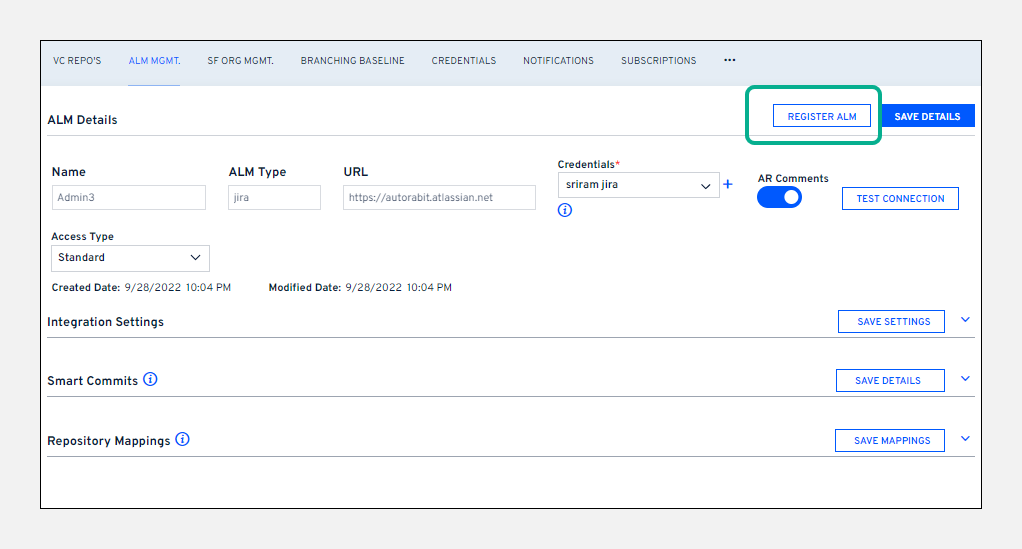 VC REPO'S ALM MGMT. SF ORG MGMT. BRANCHING BASELINE CREDENTIALS NOTIFICATIONS SUBSCRIPTIONS •••
ALM Details REGISTER ALM SAVE DETAILS
Name ALM Type URL Credentials* AR Comments
Admin3 jira https://autorabit.atlassian.net sriram jira + TEST CONNECTION
i
Access Type
Standard
Created Date: 9/28/2022 10:04 PM Modified Date: 9/28/2022 10:04 PM
Integration Settings SAVE SETTINGS
Smart Commits i SAVE DETAILS
Repository Mappings i SAVE MAPPINGS